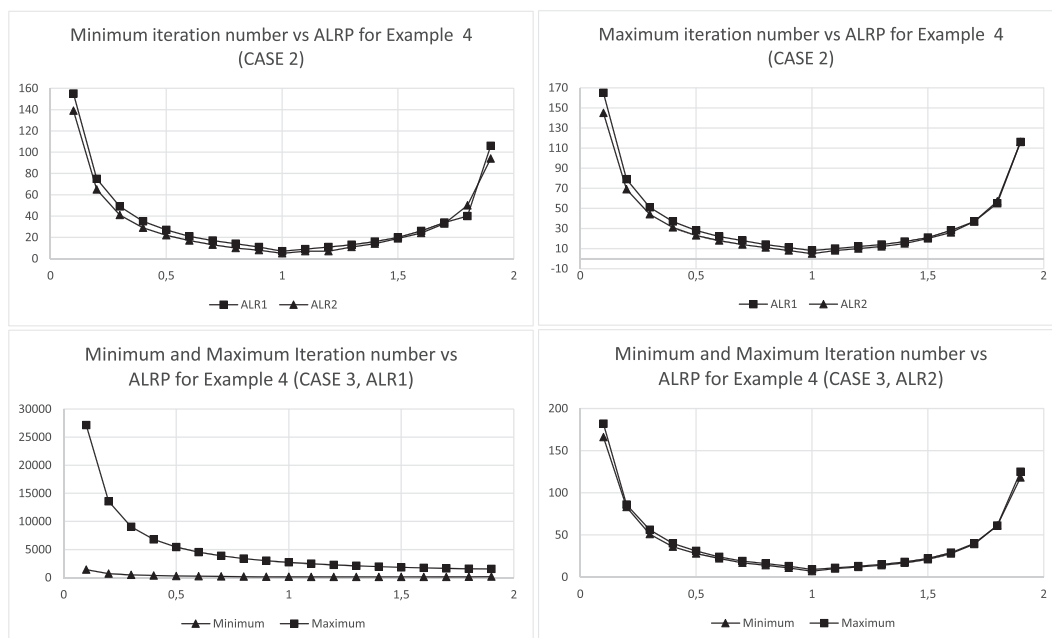 Minimum iteration number vs ALRP for Example 4
(CASE 2)
160
140
120
100
80
60
40
20
0
0 0,5 1 1,5 2
ALR1 ALR2
Maximum iteration number vs ALRP for Example 4
(CASE 2)
170
150
130
110
90
70
50
30
10
-10
0 0,5 1 1,5 2
ALR1 ALR2
Minimum and Maximum Iteration number vs
ALRP for Example 4 (CASE 3, ALR1)
30000
25000
20000
15000
10000
5000
0
0 0,5 1 1,5 2
Minimum Maximum
Minimum and Maximum Iteration number vs
ALRP for Example 4 (CASE 3, ALR2)
200
150
100
50
0
0 0,5 1 1,5 2
Minimum Maximum